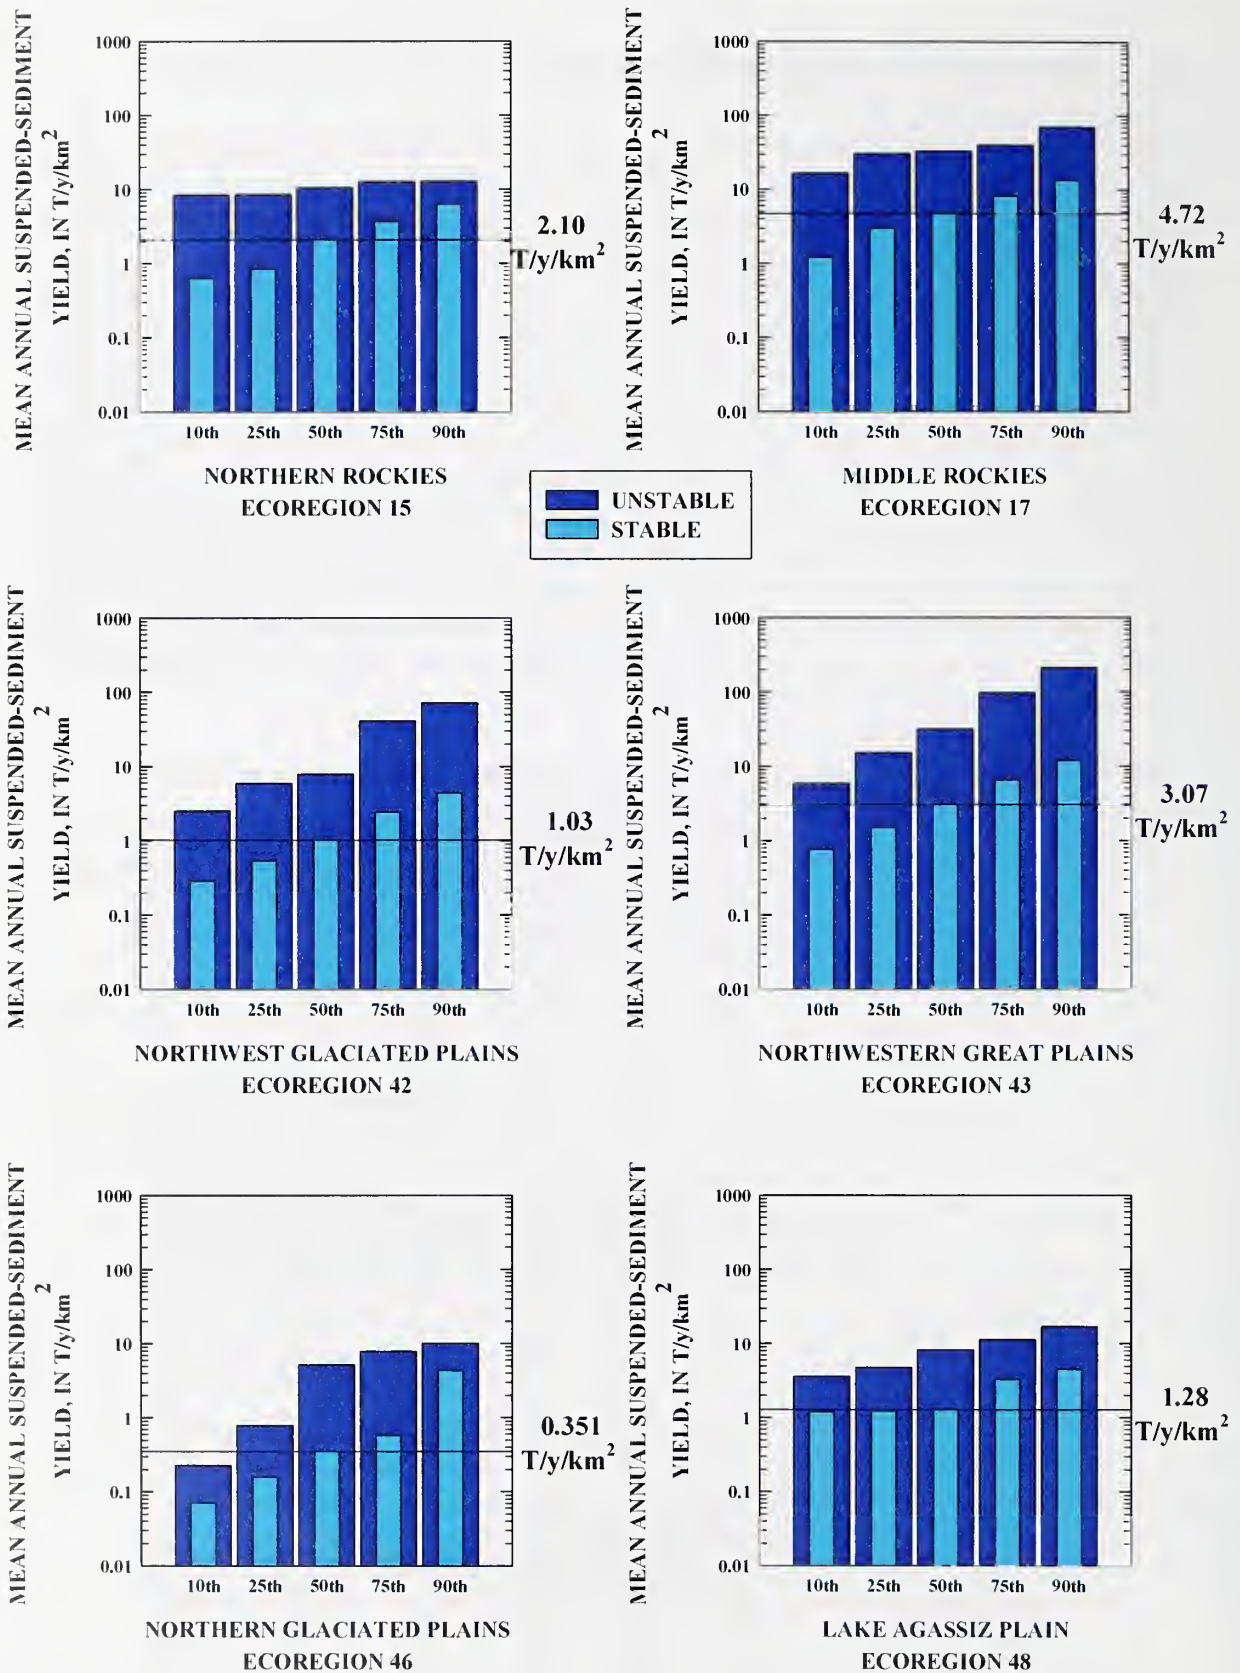 MEAN ANNUAL SUSPENDED-SEDIMENT
YIELD, IN T/y/km2
1000
100
10
1
0.1
0.01
10th 25th 50th 75th 90th
2.10
T/y/km2
NORTHERN ROCKIES
ECOREGION 15
MEAN ANNUAL SUSPENDED-SEDIMENT
YIELD, IN T/y/km2
1000
100
10
1
0.1
0.01
10th 25th 50th 75th 90th
4.72
T/y/km2
MIDDLE ROCKIES
ECOREGION 17
UNSTABLE
STABLE
MEAN ANNUAL SUSPENDED-SEDIMENT
YIELD, IN T/y/km2
1000
100
10
1
0.1
0.01
10th 25th 50th 75th 90th
1.03
T/y/km2
NORTHWEST GLACIATED PLAINS
ECOREGION 42
MEAN ANNUAL SUSPENDED-SEDIMENT
YIELD, IN T/y/km2
1000
100
10
1
0.1
0.01
10th 25th 50th 75th 90th
3.07
T/y/km2
NORTHWESTERN GREAT PLAINS
ECOREGION 43
MEAN ANNUAL SUSPENDED-SEDIMENT
YIELD, IN T/y/km2
1000
100
10
1
0.1
0.01
10th 25th 50th 75th 90th
0.351
T/y/km2
NORTHERN GLACIATED PLAINS
ECOREGION 46
MEAN ANNUAL SUSPENDED-SEDIMENT
YIELD, IN T/y/km2
1000
100
10
1
0.1
0.01
10th 25th 50th 75th 90th
1.28
T/y/km2
LAKE AGASSIZ PLAIN
ECOREGION 48